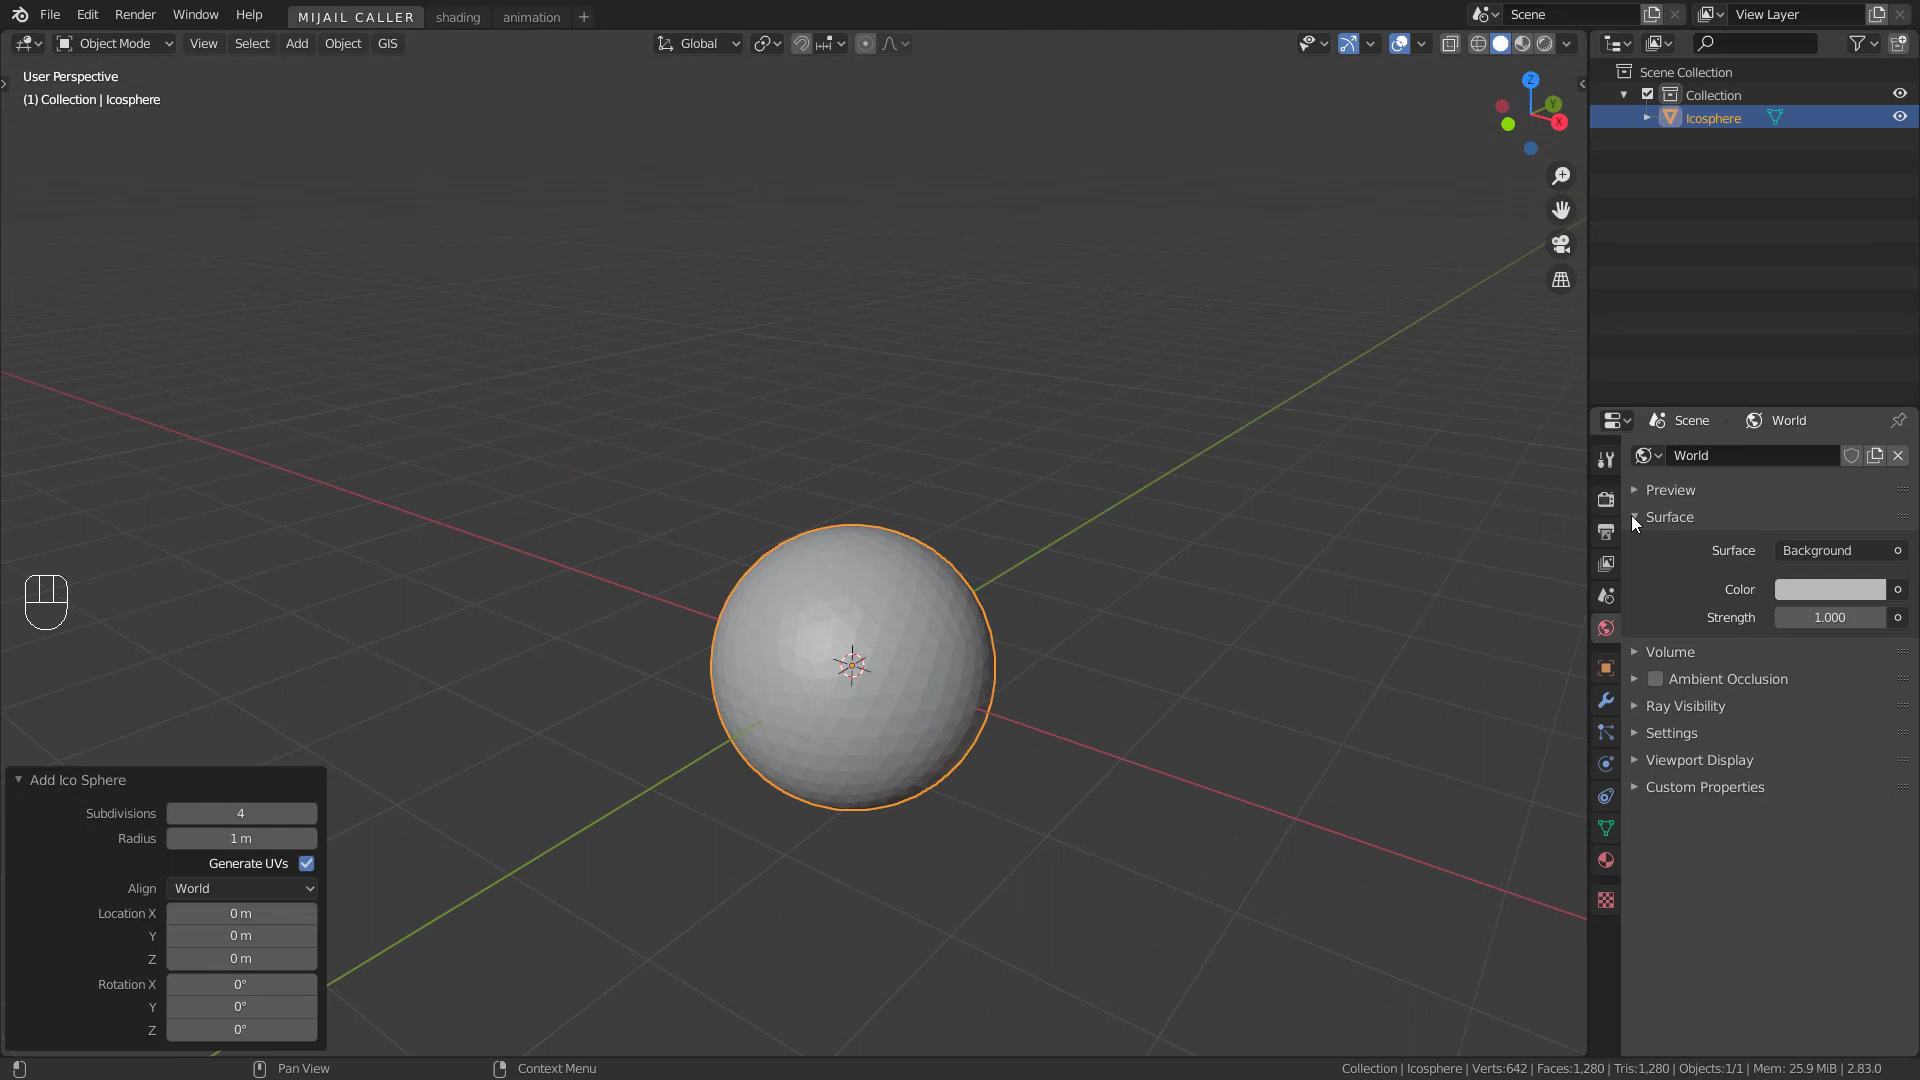 File Edit Render Window Help MIJAIL CALLER shading animation + Scene View Layer
Object Mode View Select Add Object GIS Global
User Perspective
(1) Collection | Icosphere
Z
Y
X
Scene Collection
Collection
Icosphere
Scene World
World
Preview
Surface
Surface Background
Color
Strength 1.000
Volume
Ambient Occlusion
Ray Visibility
Settings
Viewport Display
Custom Properties
Add Ico Sphere
Subdivisions 4
Radius 1 m
Generate UVs
Align World
Location X 0 m
Y 0 m
Z 0 m
Rotation X 0°
Y 0°
Z 0°
Pan View Context Menu Collection | Icosphere | Verts:642 | Faces:1,280 | Tris:1,280 | Objects:1/1 | Mem: 25.9 MiB | 2.83.0